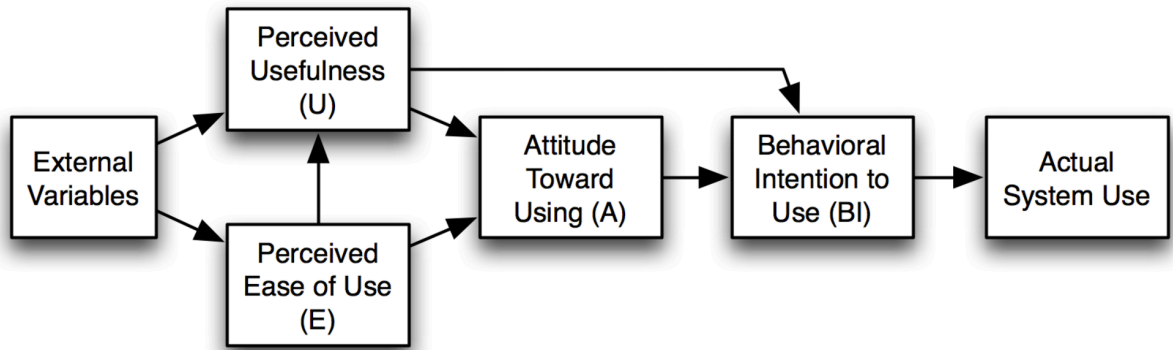 External
Variables
Perceived
Usefulness
(U)
Perceived
Ease of Use
(E)
Attitude
Toward
Using (A)
Behavioral
Intention to
Use (BI)
Actual
System Use